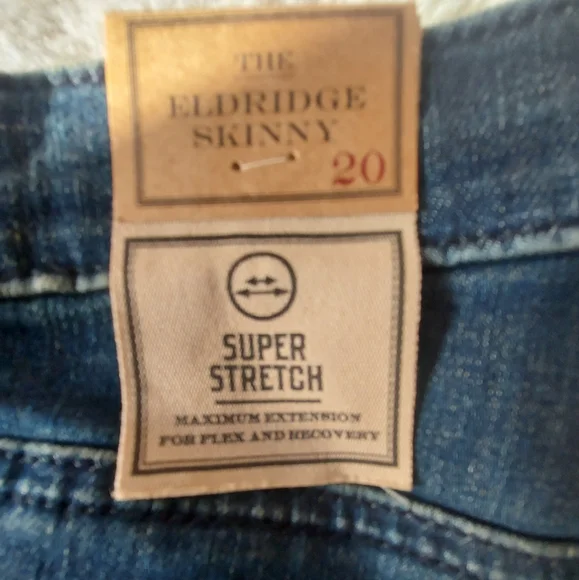 THE
ELDRIDGE
SKINNY
20
SUPER
STRETCH
MAXIMUM EXTENSION
FOR FLEX AND RECOVERY